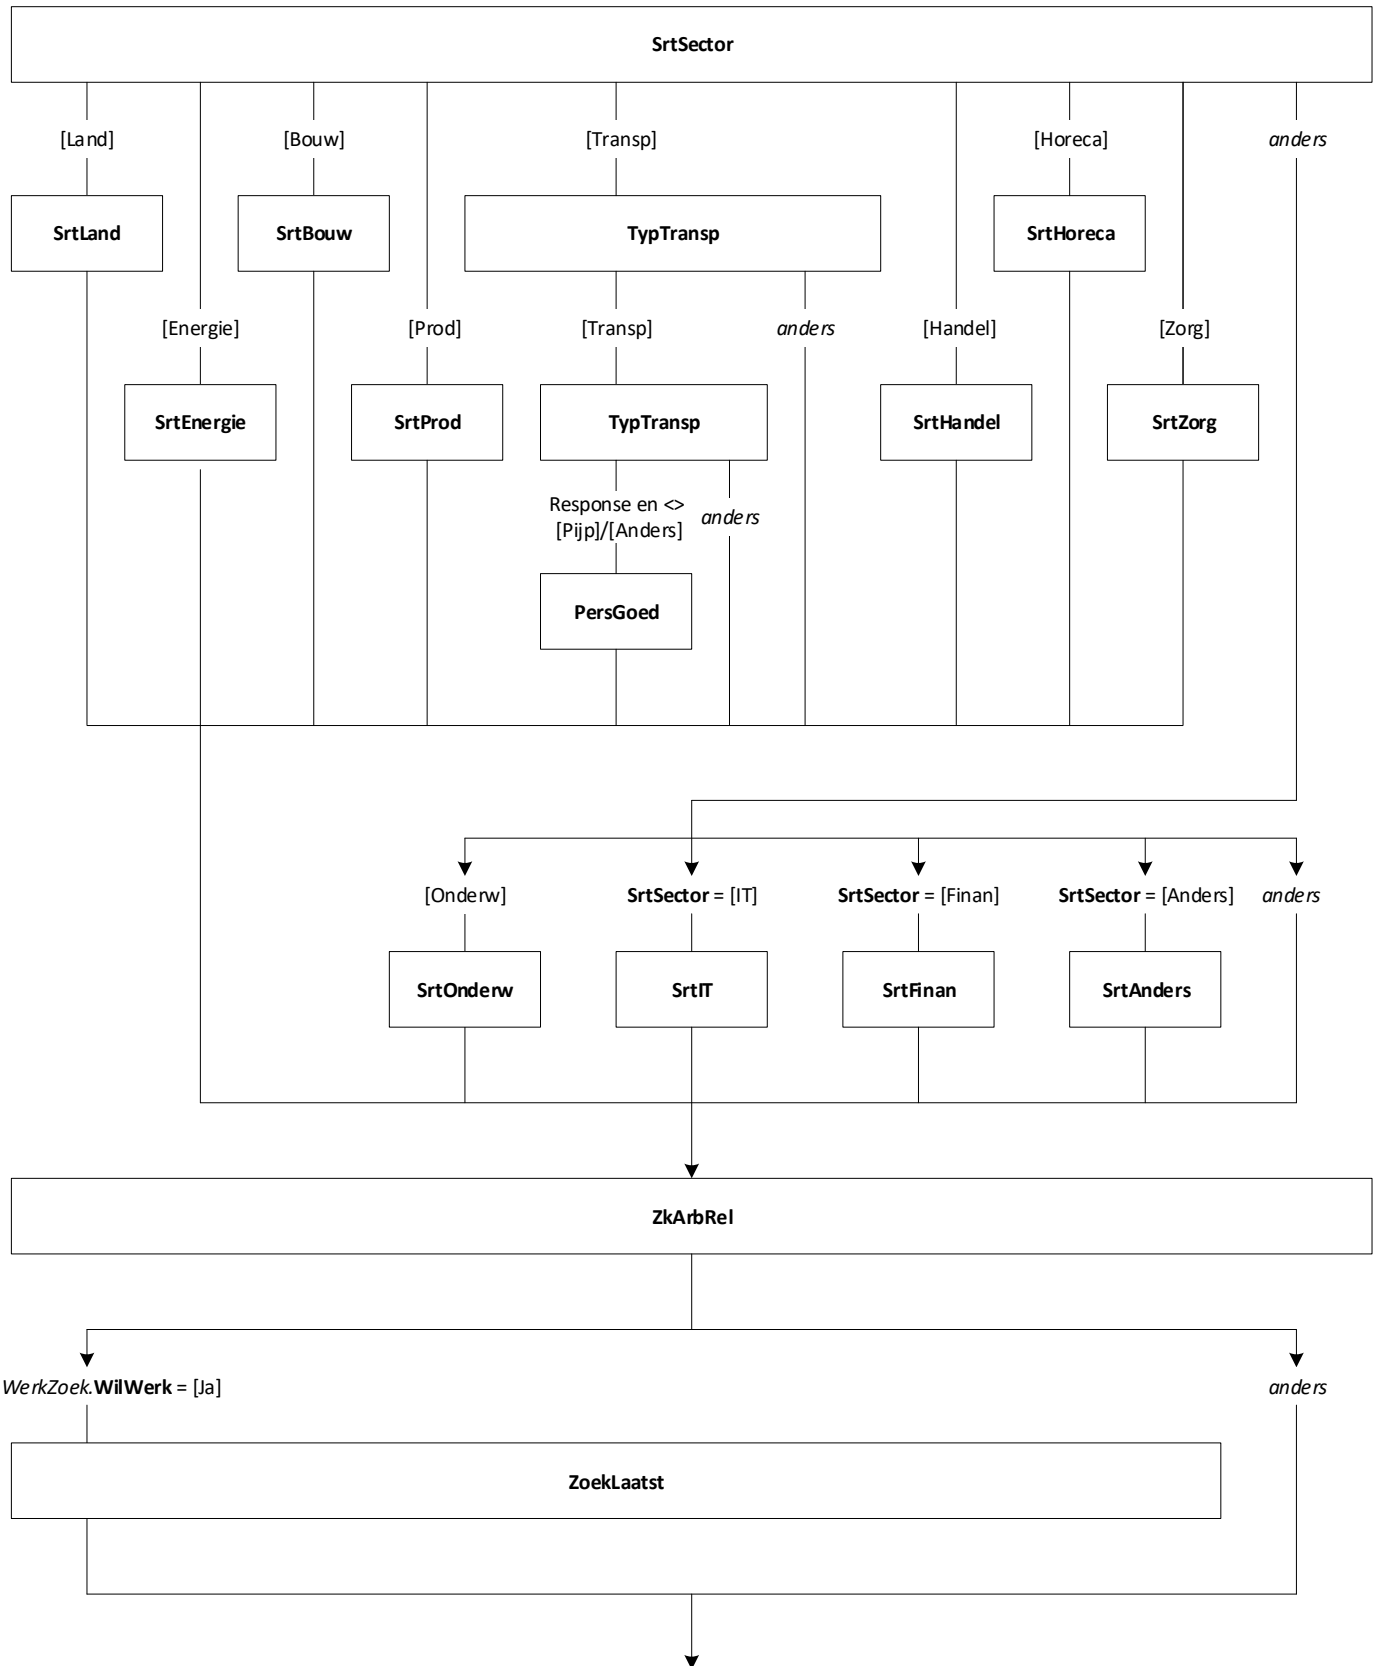 SrtSector
[Land]
[Bouw]
[Transp]
[Horeca]
anders
SrtLand
SrtBouw
TypTransp
SrtHoreca
[Energie]
[Prod]
[Transp]
anders
[Handel]
[Zorg]
SrtEnergie
SrtProd
TypTransp
SrtHandel
SrtZorg
Response en <>
[Pijp]/[Anders]
anders
PersGoed
[Onderw]
SrtSector = [IT]
SrtSector = [Finan]
SrtSector = [Anders]
anders
SrtOnderw
SrtIT
SrtFinan
SrtAnders
ZkArbRel
WerkZoek.WilWerk = [Ja]
anders
ZoekLaatst